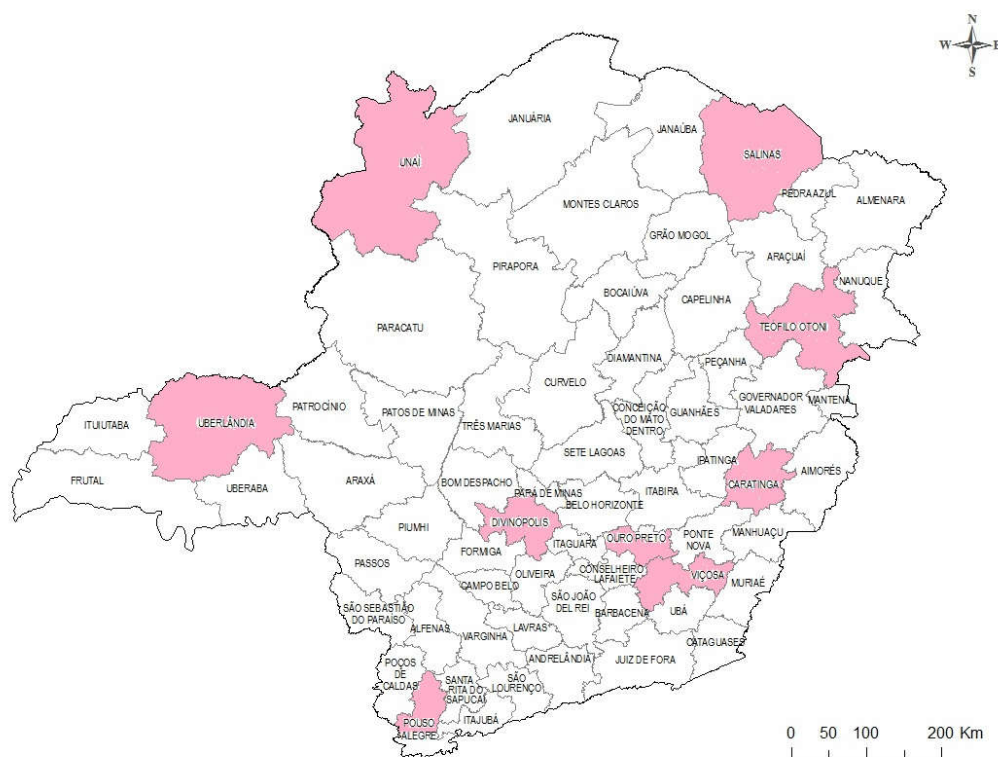 N
W E
S
JANUÁRIA
JANAÚBA
UNAÍ
SALINAS
PEDRA AZUL
ALMENARA
MONTES CLAROS
GRÃO MOGOL
ARAÇUAÍ
PIRAPORA
NANUQUE
BOCAIÚVA
CAPELINHA
PARACATU
TEÓFILO OTONI
DIAMANTINA
PEÇANHA
CURVELO
GOVERNADOR
VALADARES
MANTENA
PATROCÍNIO
PATOS DE MINAS
CONCEIÇÃO
DO MATO
DENTRO
GUANHÃES
ITUIUTABA
UBERLÂNDIA
TRÊS MARIAS
SETE LAGOAS
IPATINGA
AIMORÉS
FRUTAL
UBERABA
ARAXÁ
BOM DESPACHO
CARATINGA
PARÁ DE MINAS
ITABIRA
BELO HORIZONTE
PIUMHI
DIVINÓPOLIS
OURO PRETO
PONTE
NOVA
MANHUAÇU
ITAGUARA
FORMIGA
PASSOS
CONSELHEIRO
LAFAIETE
VIÇOSA
OLIVEIRA
MURIAÉ
CAMPO BELO
SÃO JOÃO
DEL REI
SÃO SEBASTIÃO
DO PARAÍSO
BARBACENA
UBÁ
ALFENAS
LAVRAS
VARGINHA
CATAGUASES
ANDRELÂNDIA
JUIZ DE FORA
POÇOS
DE
CALDAS
SANTA
RITA DO
SAPUCAÍ
SÃO
LOURENÇO
POUSO
ALEGRE
ITAJUBÁ
0 50 100 200 Km